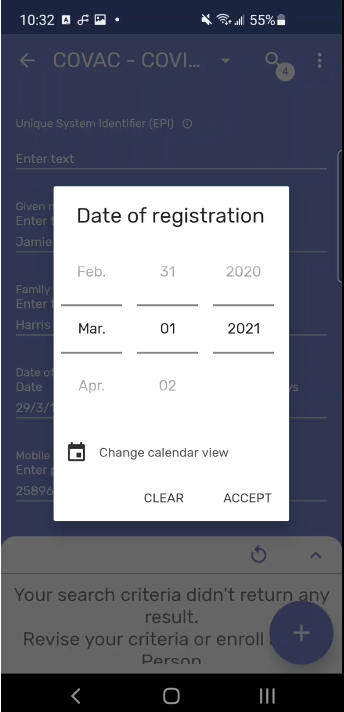 10:32 55%
COVAC - COVI...
4
Unique System Identifier (EPI)
Enter text
Given n
Enter t
Jamie
Date of registration
Feb. 31 2020
Mar. 01 2021
Apr. 02
Family
Enter t
Harris
Date of
Date ys
29/3/1
Change calendar view
Mobile
Enter p
25896
CLEAR ACCEPT
Your search criteria didn't return any
result.
Revise your criteria or enroll
Person